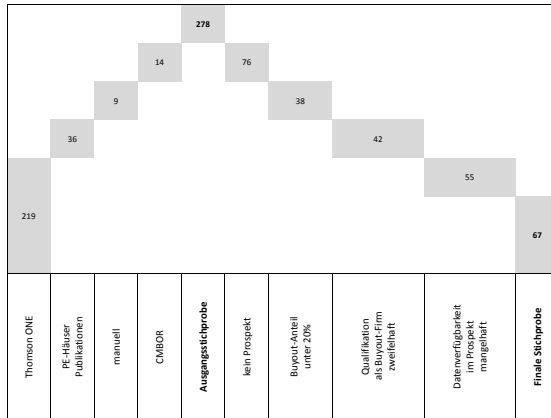 278
14
76
9
38
36
42
55
219
67
Thomson ONE
PE-Häuser
Publikationen
manuell
CMBOR
Ausgangsstichprobe
kein Prospekt
Buyout-Anteil
unter 20%
Qualifikation
als Buyout-Firm
zweifelhaft
Datenverfügbarkeit
im Prospekt
mangelhaft
Finale Stichprobe